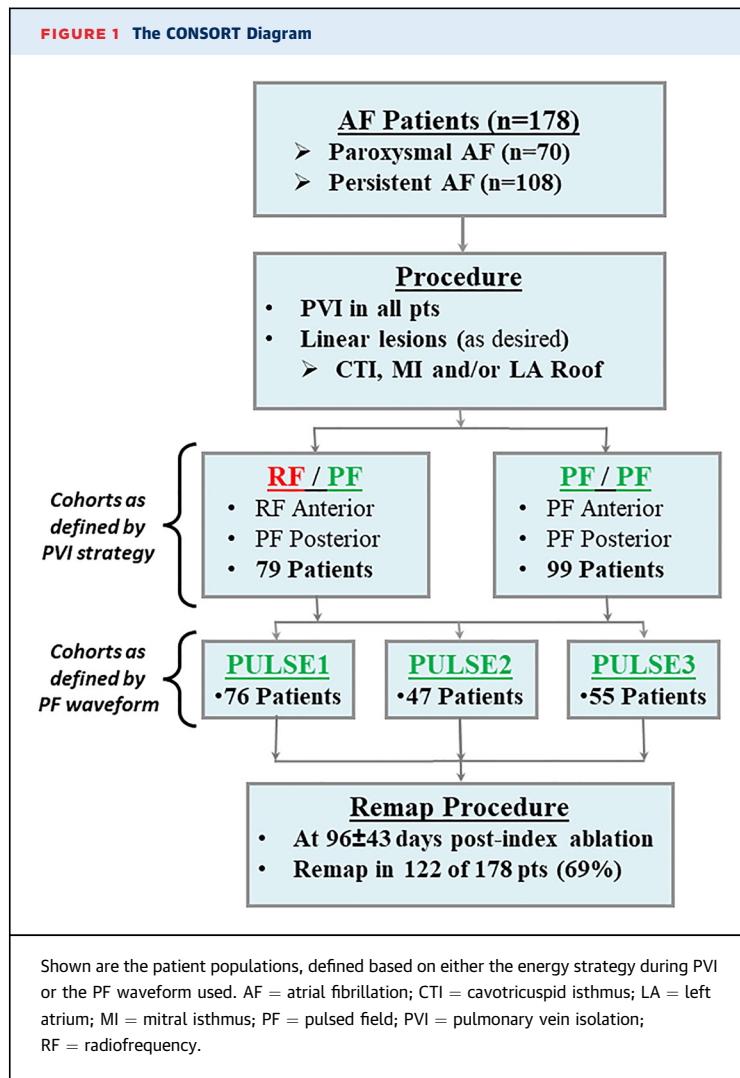 FIGURE 1 The CONSORT Diagram
AF Patients (n=178)
➤ Paroxysmal AF (n=70)
➤ Persistent AF (n=108)
Procedure
• PVI in all pts
• Linear lesions (as desired)
➤ CTI, MI and/or LA Roof
Cohorts as
defined by
PVI strategy
RF / PF
• RF Anterior
• PF Posterior
• 79 Patients
PF / PF
• PF Anterior
• PF Posterior
• 99 Patients
Cohorts as
defined by
PF waveform
PULSE1
•76 Patients
PULSE2
•47 Patients
PULSE3
•55 Patients
Remap Procedure
• At 96±43 days post-index ablation
• Remap in 122 of 178 pts (69%)
Shown are the patient populations, defined based on either the energy strategy during PVI
or the PF waveform used. AF = atrial fibrillation; CTI = cavotricuspid isthmus; LA = left
atrium; MI = mitral isthmus; PF = pulsed field; PVI = pulmonary vein isolation;
RF = radiofrequency.